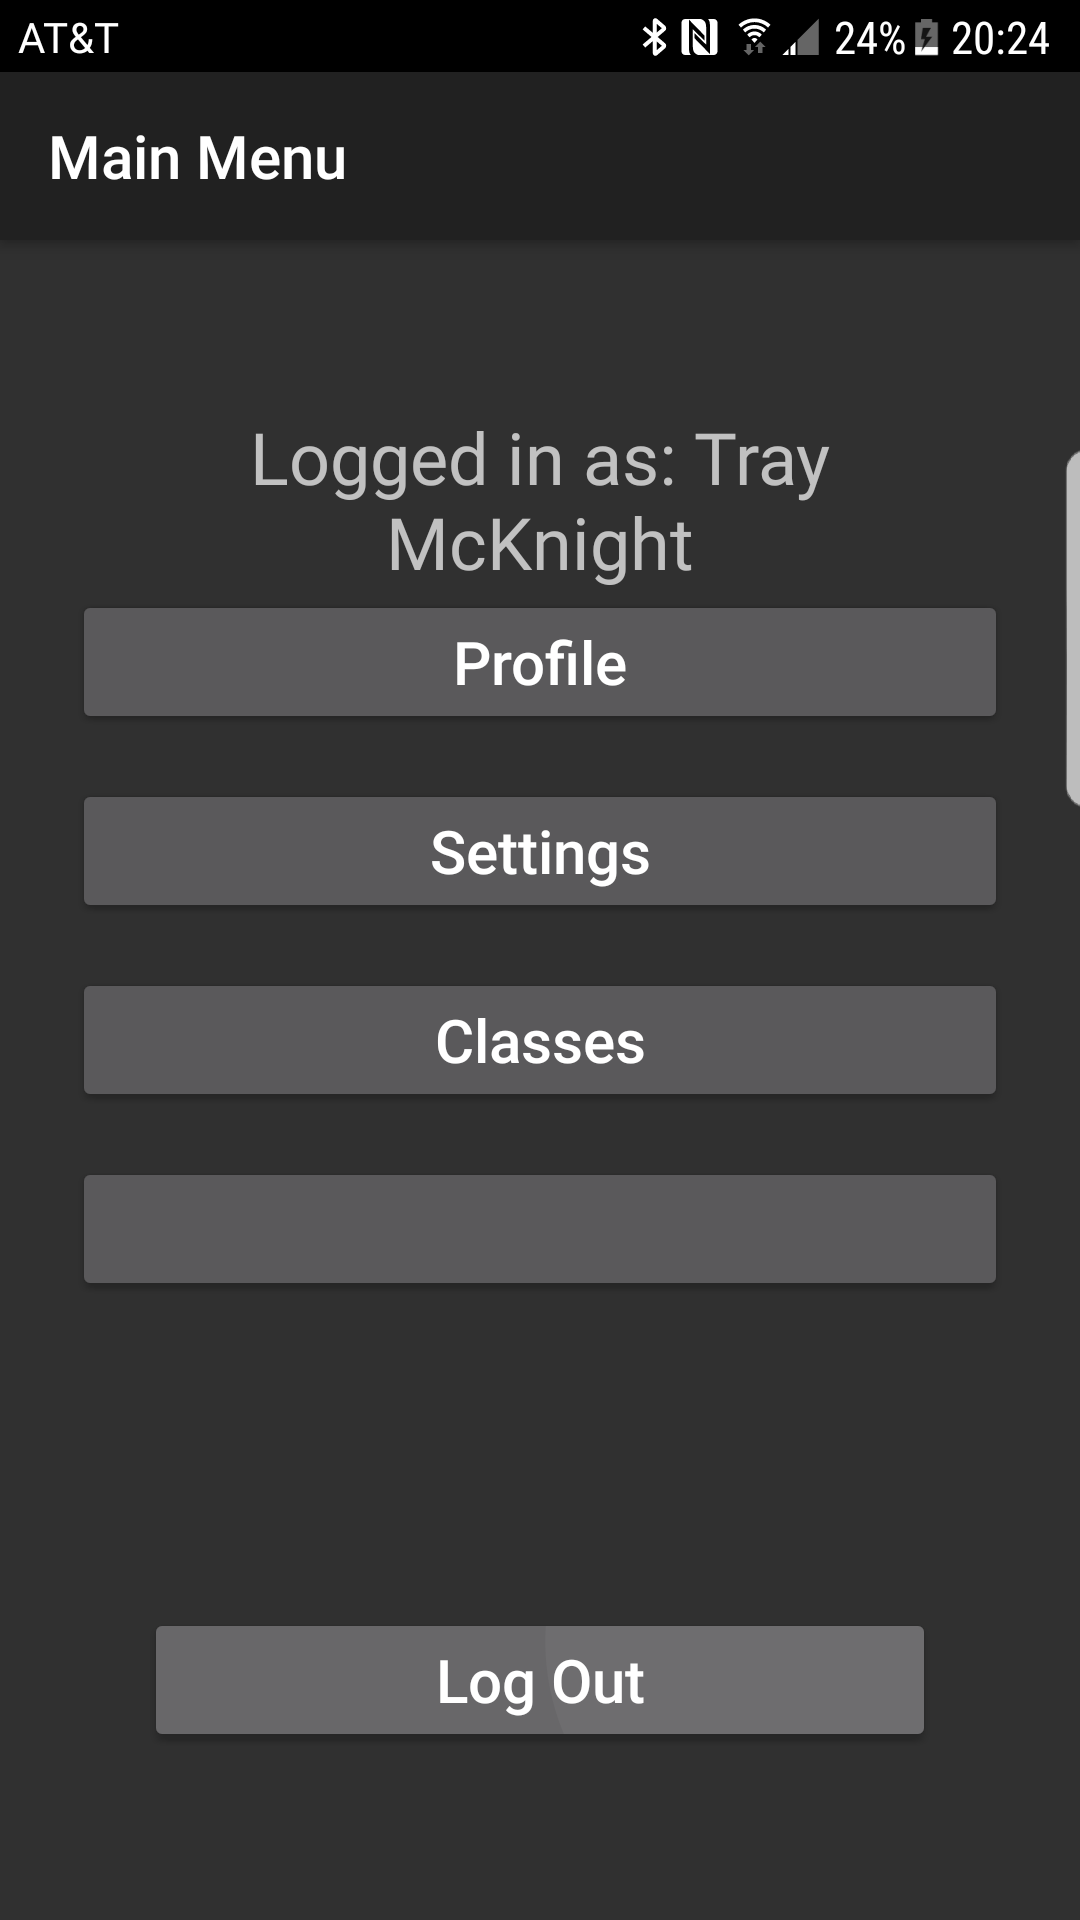 AT&T 24% 20:24
Main Menu
Logged in as: Tray
McKnight
Profile
Settings
Classes
Log Out